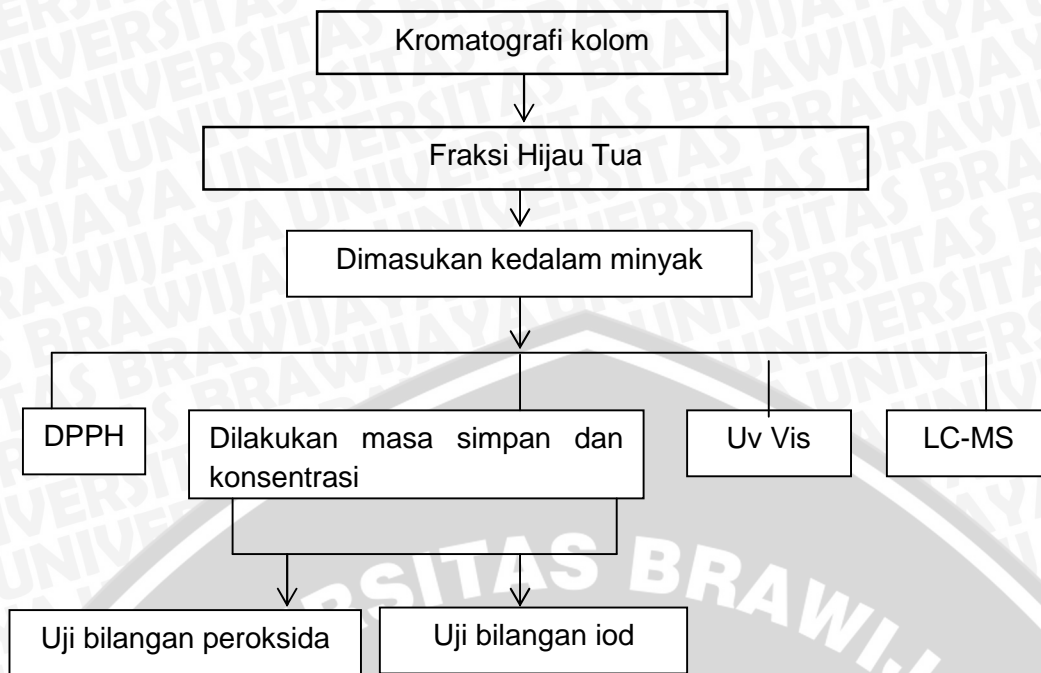 Kromatografi kolom
Fraksi Hijau Tua
Dimasukan kedalam minyak
DPPH
Dilakukan masa simpan dan
konsentrasi
Uv Vis
LC-MS
Uji bilangan peroksida
Uji bilangan iod